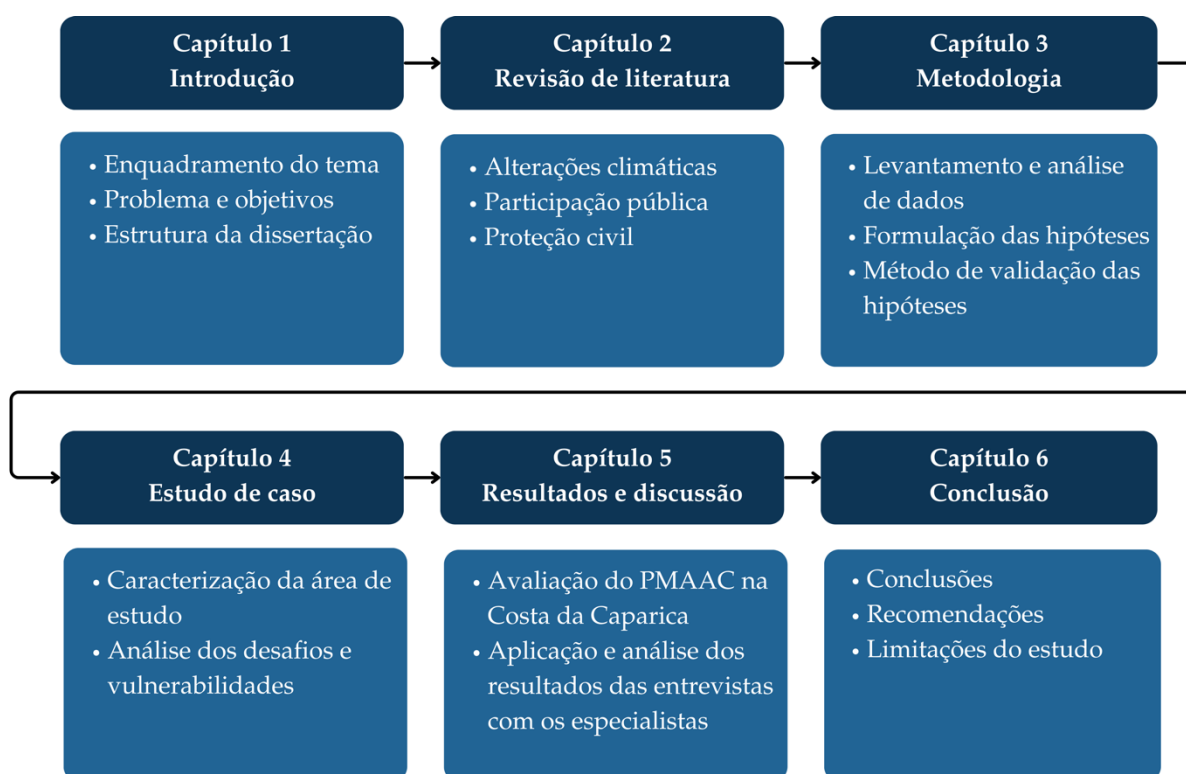 Capítulo 1
Introdução
• Enquadramento do tema
• Problema e objetivos
• Estrutura da dissertação
Capítulo 2
Revisão de literatura
• Alterações climáticas
• Participação pública
• Proteção civil
Capítulo 3
Metodologia
• Levantamento e análise
de dados
• Formulação das hipóteses
• Método de validação das
hipóteses
Capítulo 4
Estudo de caso
• Caracterização da área de
estudo
• Análise dos desafios e
vulnerabilidades
Capítulo 5
Resultados e discussão
• Avaliação do PMAAC na
Costa da Caparica
• Aplicação e análise dos
resultados das entrevistas
com os especialistas
Capítulo 6
Conclusão
• Conclusões
• Recomendações
• Limitações do estudo